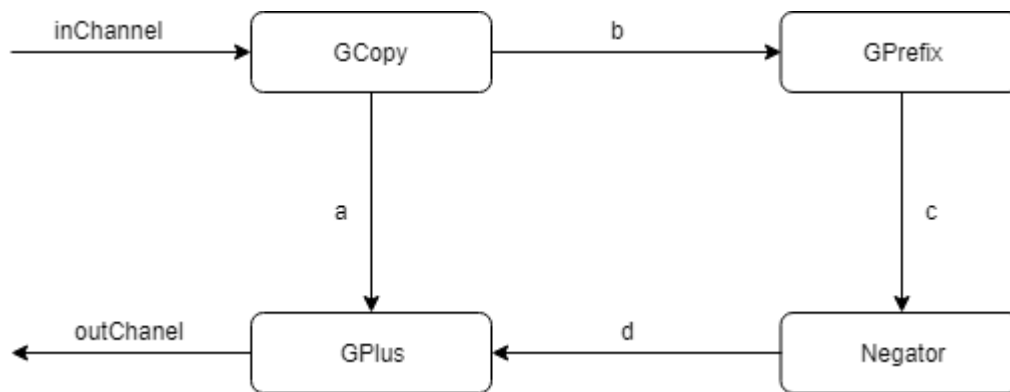 inChannel
GCopy
b
GPrefix
a
c
outChanel
GPlus
d
Negator